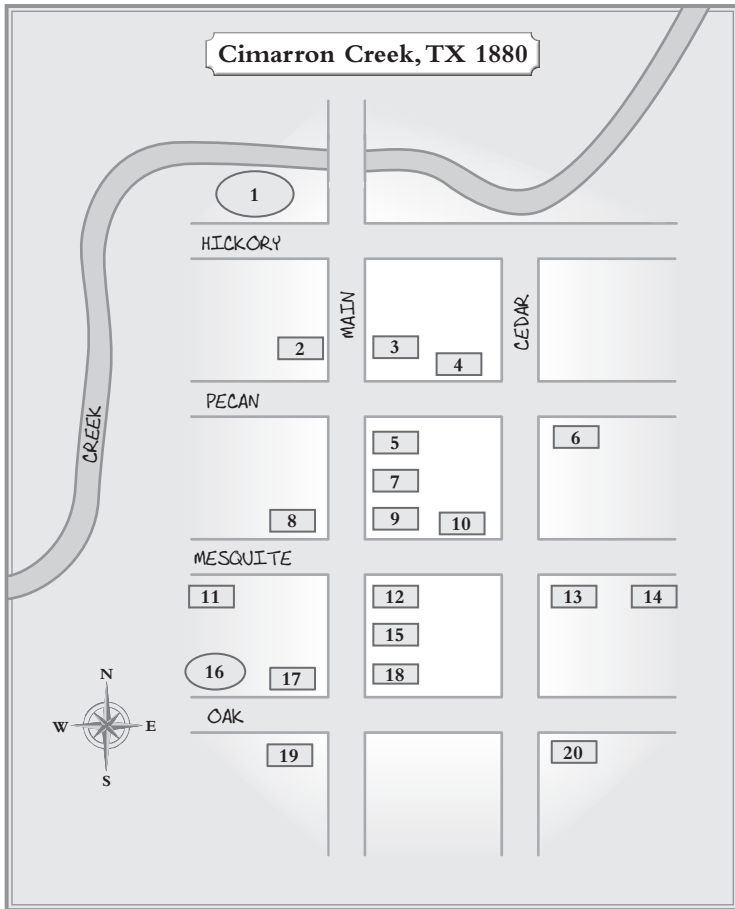 Cimarron Creek, TX 1880
1
HICKORY
MAIN
CEDAR
2
3
4
PECAN
CREEK
5
6
7
8
9
10
MESQUITE
11
12
13
14
15
16
17
18
OAK
N
W
E
S
19
20